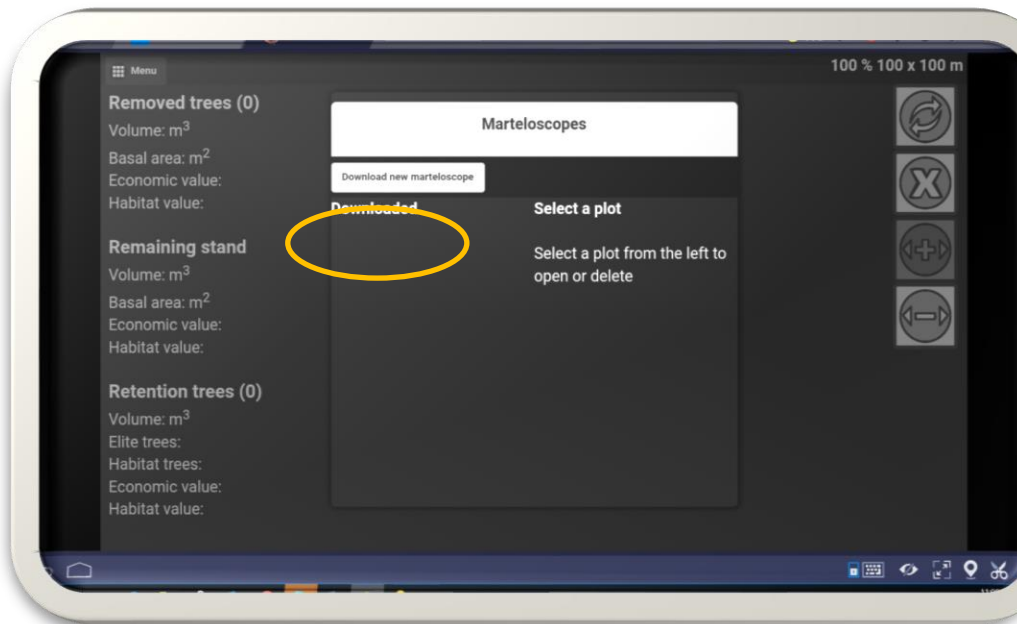 Menu
100 % 100 x 100 m
Removed trees (0)
Volume: m³
Basal area: m²
Economic value:
Habitat value:
Remaining stand
Volume: m³
Basal area: m²
Economic value:
Habitat value:
Retention trees (0)
Volume: m³
Elite trees:
Habitat trees:
Economic value:
Habitat value:
Marteloscopes
Download new marteloscope
Downloaded
Select a plot
Select a plot from the left to
open or delete
X